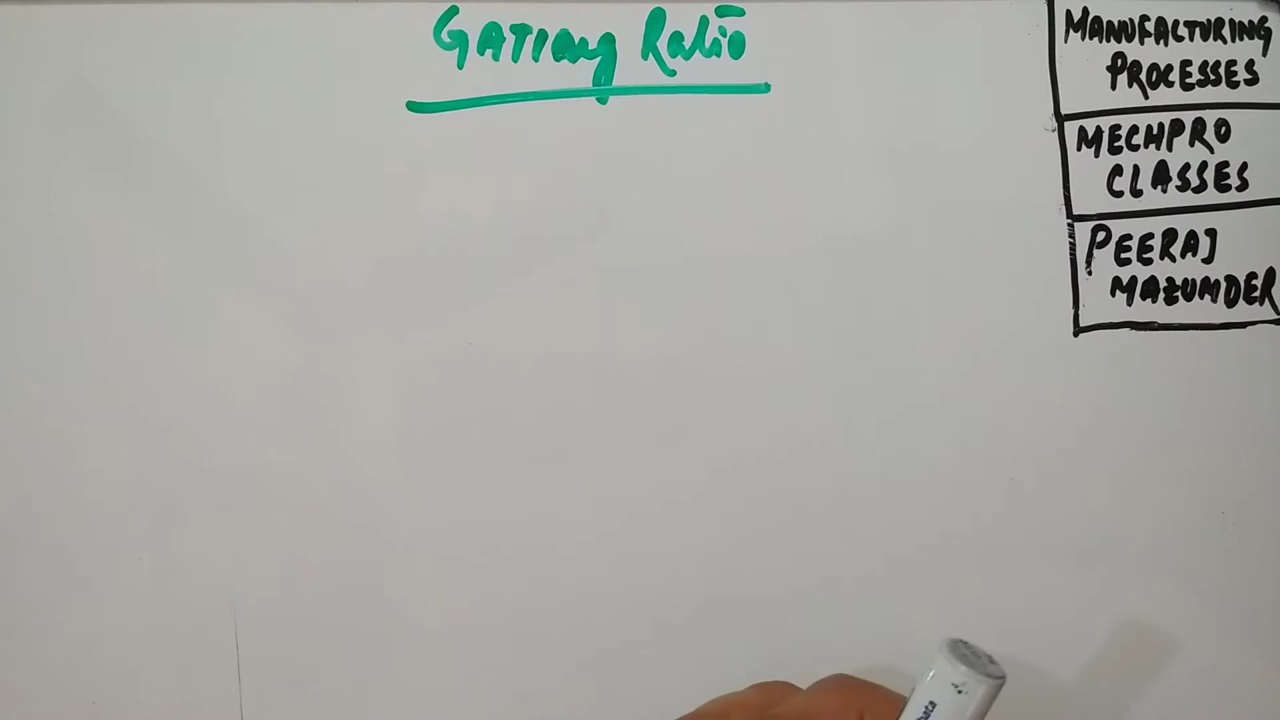 GATING Ratio
MANUFACTURING
PROCESSES
MECHPRO
CLASSES
PEERAJ
MAZUMDER